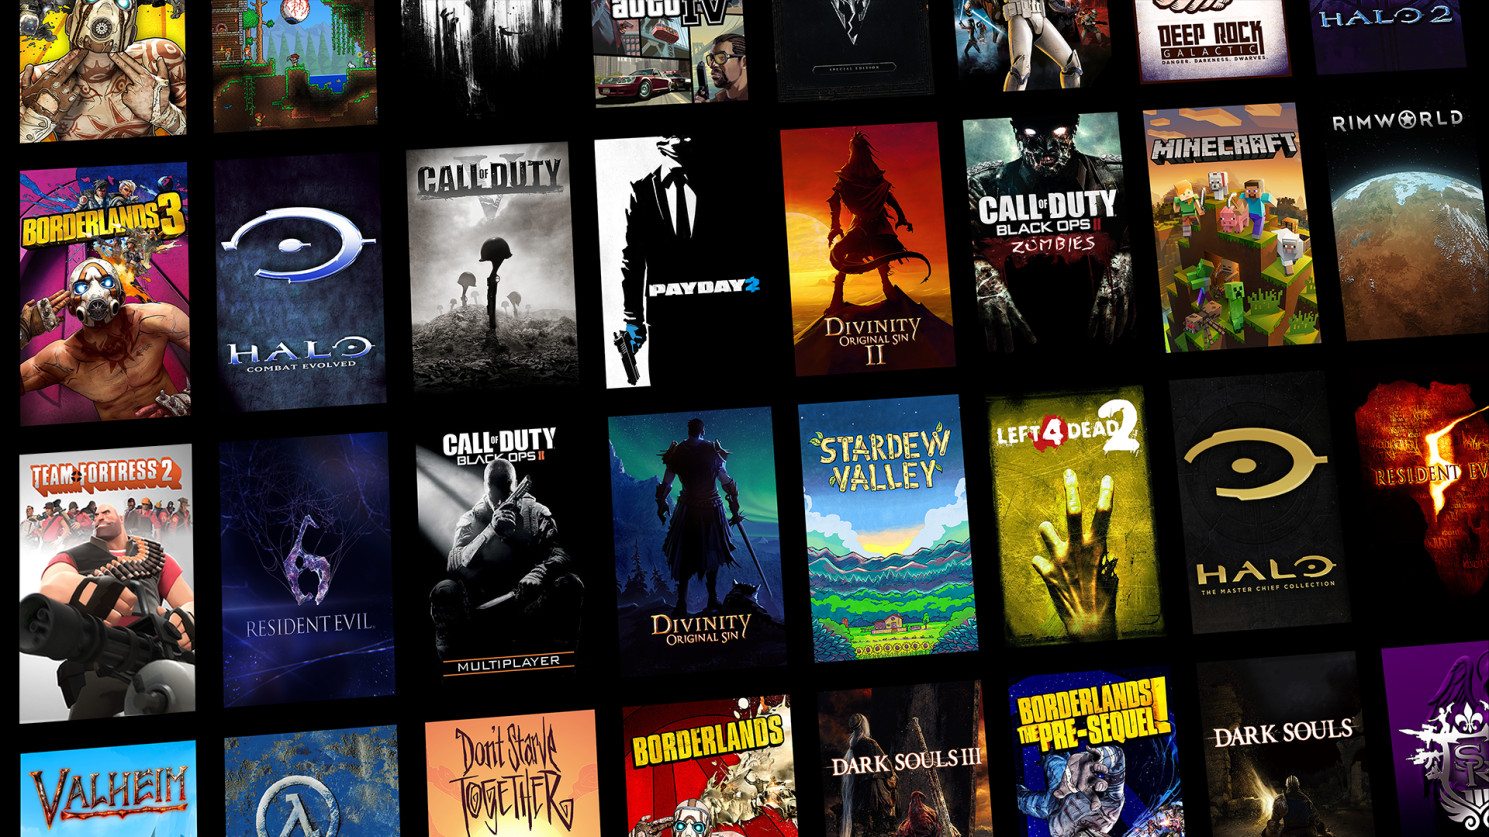 auto IV
SPECIAL EDITION
DEEP ROCK
GALACTIC
DANGER. DARKNESS. DWARVES.
HALO 2
BORDERLANDS 3
HALO
COMBAT EVOLVED
CALL OF DUTY
V
PAYDAY 2
DIVINITY
ORIGINAL SIN
II
CALL OF DUTY
BLACK OPS II
ZOMBIES
MINECRAFT
RIMWORLD
TEAM FORTRESS 2
6
RESIDENT EVIL
CALL OF DUTY
BLACK OPS II
MULTIPLAYER
DIVINITY
ORIGINAL SIN
STARDEW
VALLEY
LEFT 4 DEAD 2
HALO
THE MASTER CHIEF COLLECTION
5
RESIDENT EV
VALHEIM
Don't Starve
TOGETHER
BORDERLANDS
DARK SOULS III
BORDERLANDS
THE PRE-SEQUEL!
DARK SOULS
SR